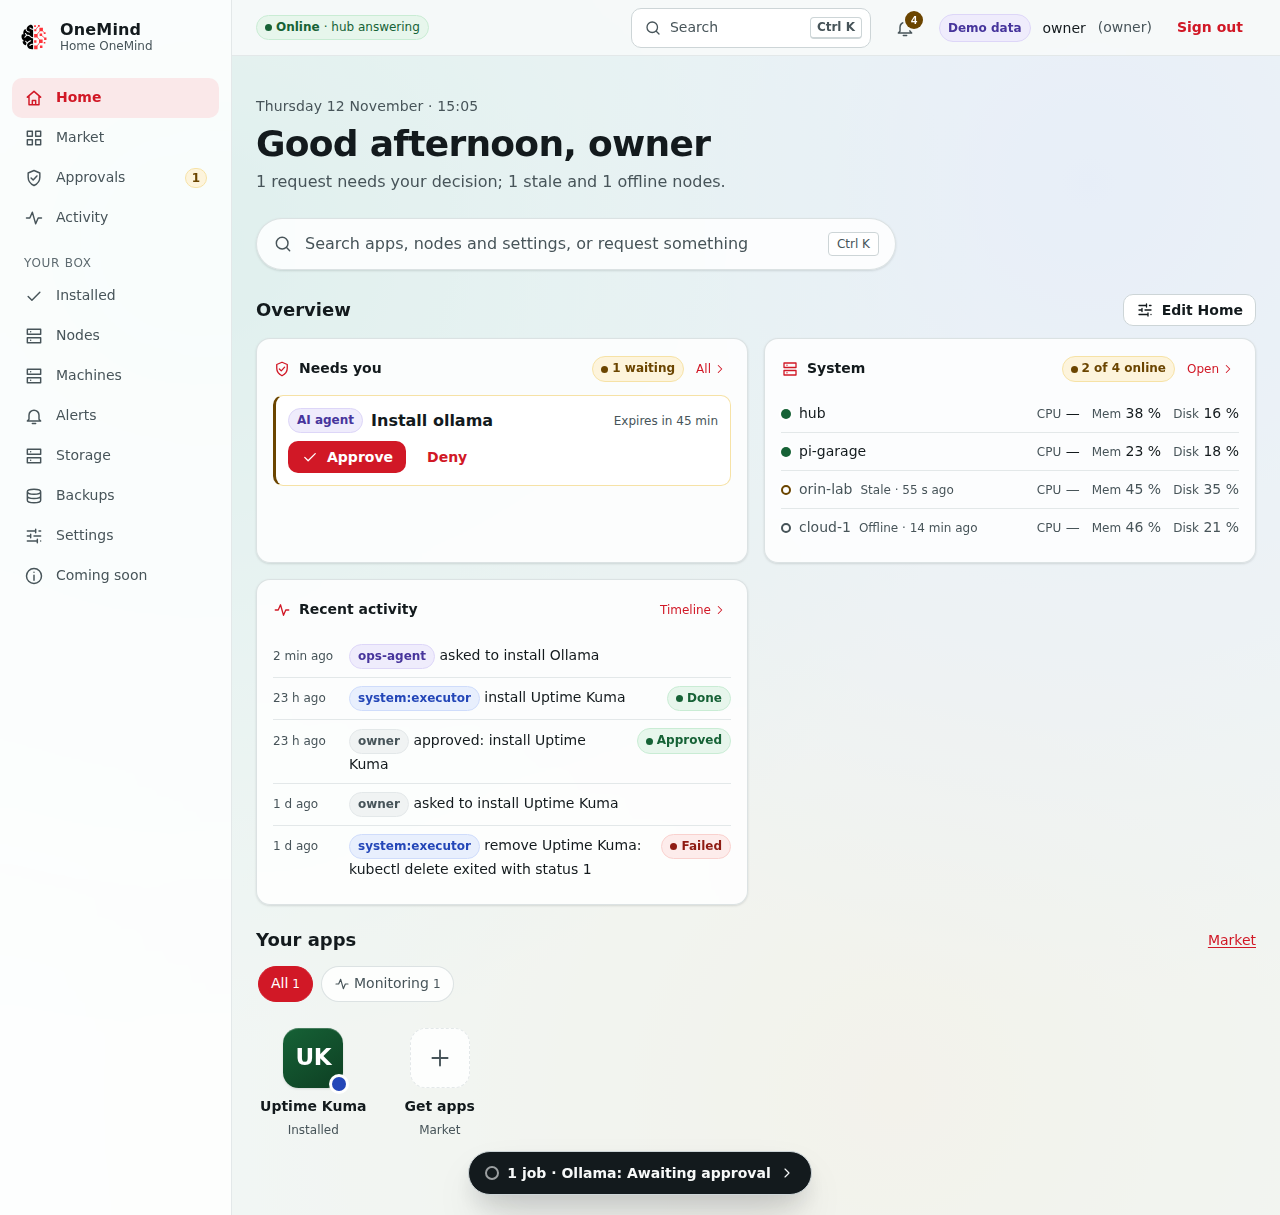 OneMind
Home OneMind
Home
Market
Approvals 1
Activity
YOUR BOX
Installed
Nodes
Machines
Alerts
Storage
Backups
Settings
Coming soon
Online · hub answering
Search Ctrl K
4
Demo data owner (owner) Sign out
Thursday 12 November · 15:05
Good afternoon, owner
1 request needs your decision; 1 stale and 1 offline nodes.
Search apps, nodes and settings, or request something Ctrl K
Overview Edit Home
Needs you 1 waiting All
AI agent Install ollama Expires in 45 min
Approve Deny
System 2 of 4 online Open
hub CPU — Mem 38 % Disk 16 %
pi-garage CPU — Mem 23 % Disk 18 %
orin-lab Stale · 55 s ago CPU — Mem 45 % Disk 35 %
cloud-1 Offline · 14 min ago CPU — Mem 46 % Disk 21 %
Recent activity Timeline
2 min ago ops-agent asked to install Ollama
23 h ago system:executor install Uptime Kuma Done
23 h ago owner approved: install Uptime Approved
Kuma
1 d ago owner asked to install Uptime Kuma
1 d ago system:executor remove Uptime Kuma: Failed
kubectl delete exited with status 1
Your apps Market
All 1 Monitoring 1
UK
Uptime Kuma Get apps
Installed Market
1 job · Ollama: Awaiting approval